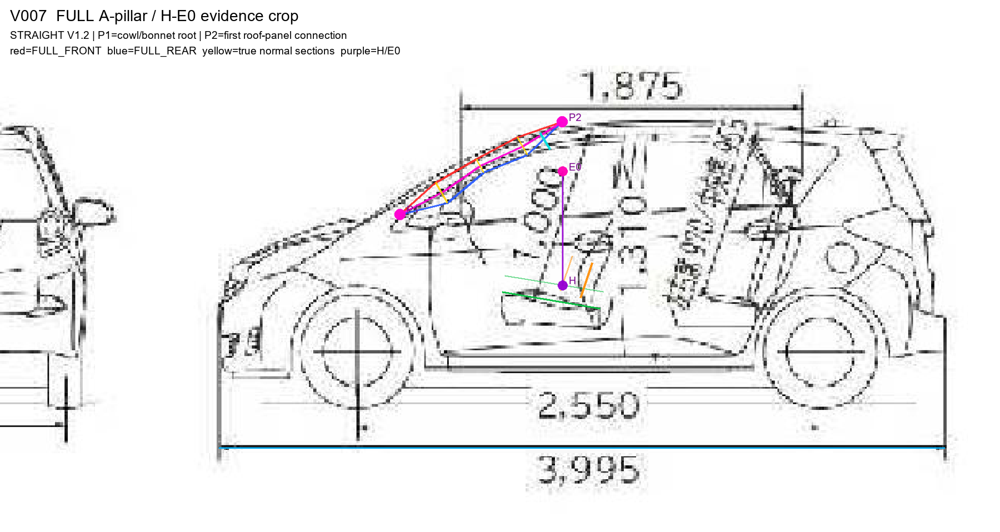 V007  FULL A-pillar / H-E0 evidence crop
STRAIGHT V1.2 | P1=cowl/bonnet root | P2=first roof-panel connection
red=FULL_FRONT  blue=FULL_REAR  yellow=true normal sections  purple=H/E0
1,875
P2
E0
P1
H
2,550
3,995